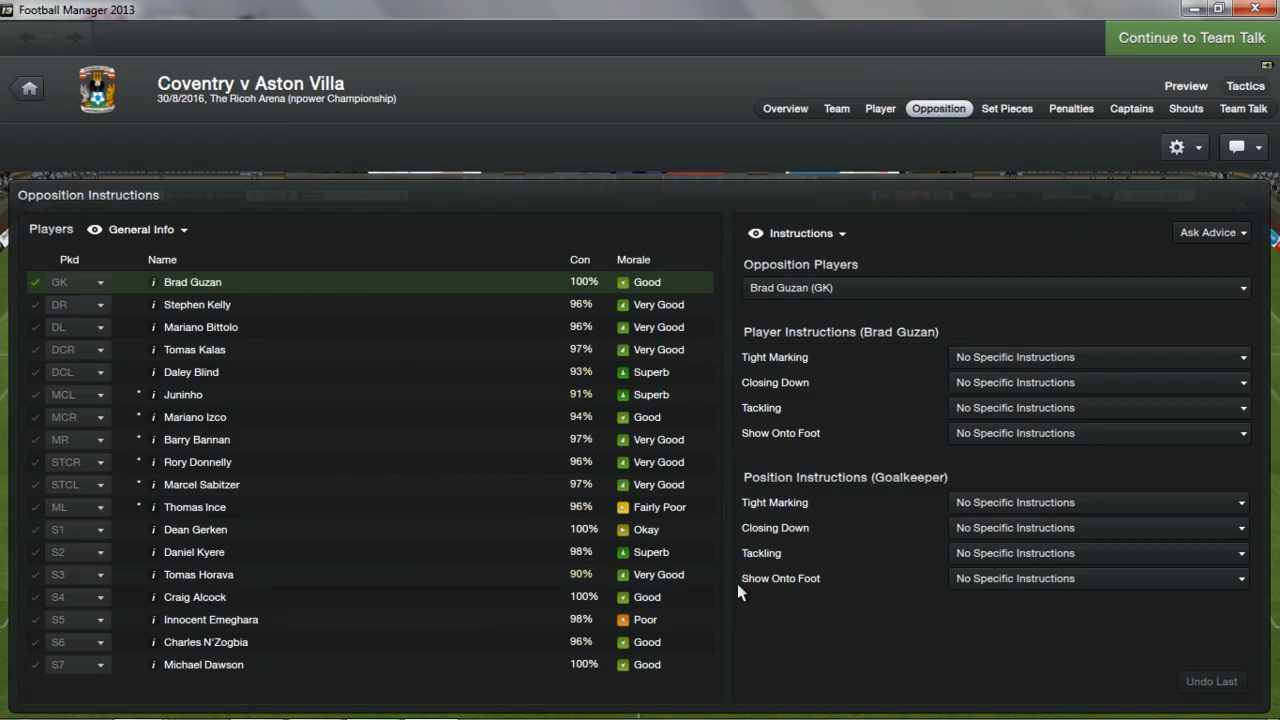 Football Manager 2013
Continue to Team Talk
Coventry v Aston Villa
30/8/2016, The Ricoh Arena (npower Championship)
Preview Tactics
Overview Team Player Opposition Set Pieces Penalties Captains Shouts Team Talk
Opposition Instructions
Players General Info
Pkd Name Con Morale
GK i Brad Guzan 100% Good
DR i Stephen Kelly 96% Very Good
DL i Mariano Bittolo 96% Very Good
DCR i Tomas Kalas 97% Very Good
DCL i Daley Blind 93% Superb
MCL * i Juninho 91% Superb
MCR * i Mariano Izco 94% Good
MR * i Barry Bannan 97% Very Good
STCR * i Rory Donnelly 96% Very Good
STCL * i Marcel Sabitzer 97% Very Good
ML * i Thomas Ince 96% Fairly Poor
S1 i Dean Gerken 100% Okay
S2 i Daniel Kyere 98% Superb
S3 i Tomas Horava 90% Very Good
S4 i Craig Alcock 100% Good
S5 i Innocent Emeghara 98% Poor
S6 i Charles N'Zogbia 96% Good
S7 i Michael Dawson 100% Good
Instructions Ask Advice
Opposition Players
Brad Guzan (GK)
Player Instructions (Brad Guzan)
Tight Marking No Specific Instructions
Closing Down No Specific Instructions
Tackling No Specific Instructions
Show Onto Foot No Specific Instructions
Position Instructions (Goalkeeper)
Tight Marking No Specific Instructions
Closing Down No Specific Instructions
Tackling No Specific Instructions
Show Onto Foot No Specific Instructions
Undo Last